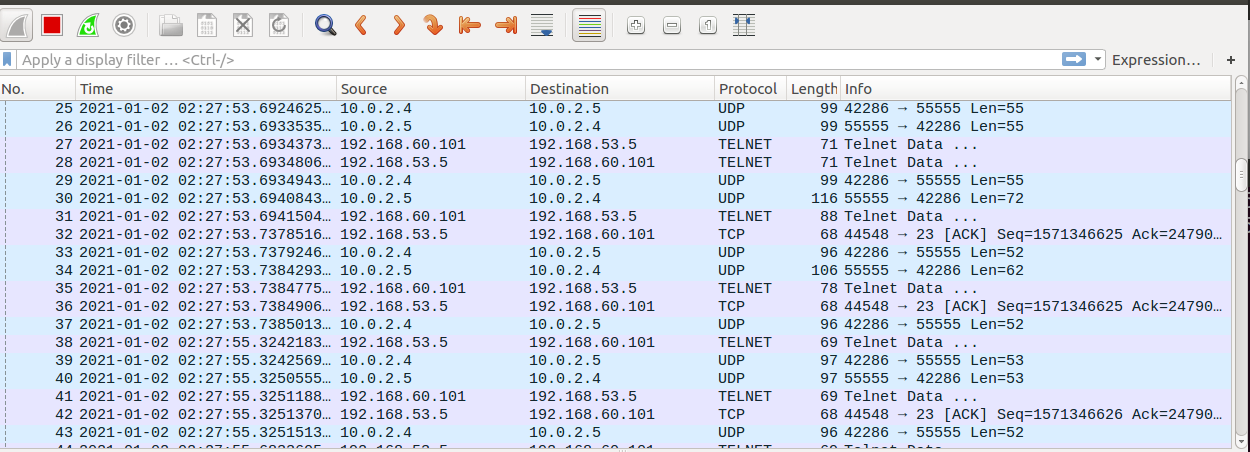 Apply a display filter … <Ctrl-/> Expression… +
No. Time Source Destination Protocol Length Info
25 2021-01-02 02:27:53.6924625… 10.0.2.4 10.0.2.5 UDP 99 42286 → 55555 Len=55
26 2021-01-02 02:27:53.6933535… 10.0.2.5 10.0.2.4 UDP 99 55555 → 42286 Len=55
27 2021-01-02 02:27:53.6934373… 192.168.60.101 192.168.53.5 TELNET 71 Telnet Data ...
28 2021-01-02 02:27:53.6934806… 192.168.53.5 192.168.60.101 TELNET 71 Telnet Data ...
29 2021-01-02 02:27:53.6934943… 10.0.2.4 10.0.2.5 UDP 99 42286 → 55555 Len=55
30 2021-01-02 02:27:53.6940843… 10.0.2.5 10.0.2.4 UDP 116 55555 → 42286 Len=72
31 2021-01-02 02:27:53.6941504… 192.168.60.101 192.168.53.5 TELNET 88 Telnet Data ...
32 2021-01-02 02:27:53.7378516… 192.168.53.5 192.168.60.101 TCP 68 44548 → 23 [ACK] Seq=1571346625 Ack=24790…
33 2021-01-02 02:27:53.7379246… 10.0.2.4 10.0.2.5 UDP 96 42286 → 55555 Len=52
34 2021-01-02 02:27:53.7384293… 10.0.2.5 10.0.2.4 UDP 106 55555 → 42286 Len=62
35 2021-01-02 02:27:53.7384775… 192.168.60.101 192.168.53.5 TELNET 78 Telnet Data ...
36 2021-01-02 02:27:53.7384906… 192.168.53.5 192.168.60.101 TCP 68 44548 → 23 [ACK] Seq=1571346625 Ack=24790…
37 2021-01-02 02:27:53.7385013… 10.0.2.4 10.0.2.5 UDP 96 42286 → 55555 Len=52
38 2021-01-02 02:27:55.3242183… 192.168.53.5 192.168.60.101 TELNET 69 Telnet Data ...
39 2021-01-02 02:27:55.3242569… 10.0.2.4 10.0.2.5 UDP 97 42286 → 55555 Len=53
40 2021-01-02 02:27:55.3250555… 10.0.2.5 10.0.2.4 UDP 97 55555 → 42286 Len=53
41 2021-01-02 02:27:55.3251188… 192.168.60.101 192.168.53.5 TELNET 69 Telnet Data ...
42 2021-01-02 02:27:55.3251370… 192.168.53.5 192.168.60.101 TCP 68 44548 → 23 [ACK] Seq=1571346626 Ack=24790…
43 2021-01-02 02:27:55.3251513… 10.0.2.4 10.0.2.5 UDP 96 42286 → 55555 Len=52